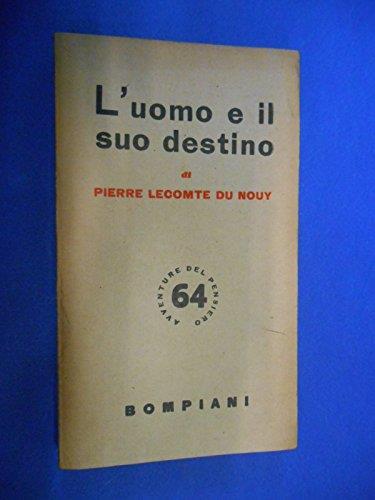 L'uomo e il
suo destino
di
PIERRE LECOMTE DU NOUY
AVVENTURE DEL PENSIERO
64
BOMPIANI